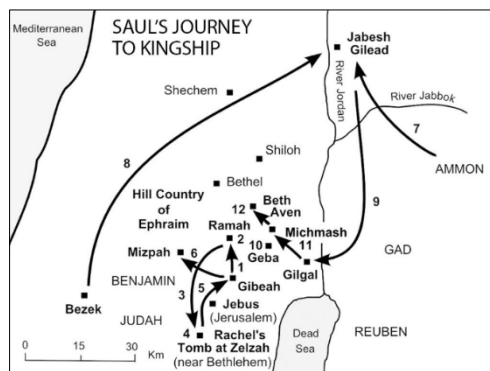 Mediterranean
Sea
SAUL'S JOURNEY
TO KINGSHIP
Jabesh
Gilead
River Jordan
River Jabbok
Shechem
7
8
AMMON
Shiloh
9
Bethel
Hill Country
of
Ephraim
Beth
Aven
12
Ramah
Michmash
2
Mizpah
6
10
11
Geba
GAD
1
Gilgal
BENJAMIN
5
Gibeah
3
Bezek
Jebus
(Jerusalem)
JUDAH
Dead
Sea
REUBEN
4
Rachel's
Tomb at Zelzah
(near Bethlehem)
0
15
30
Km